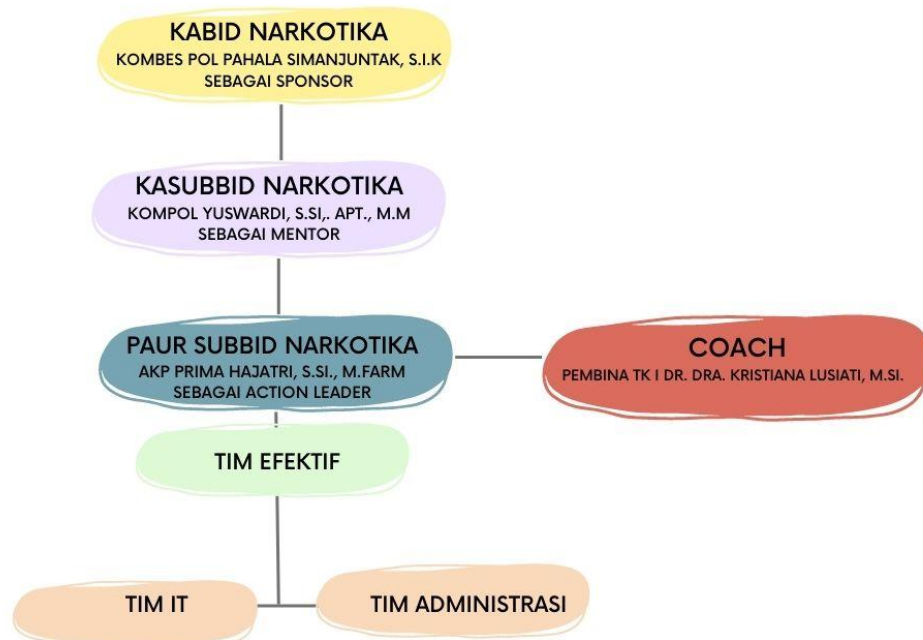 KABID NARKOTIKA
KOMBES POL PAHALA SIMANJUNTAK, S.I.K
SEBAGAI SPONSOR
KASUBBID NARKOTIKA
KOMPOL YUSWARDI, S.SI,. APT., M.M
SEBAGAI MENTOR
PAUR SUBBID NARKOTIKA
AKP PRIMA HAJATRI, S.SI., M.FARM
SEBAGAI ACTION LEADER
COACH
PEMBINA TK I DR. DRA. KRISTIANA LUSIATI, M.SI.
TIM EFEKTIF
TIM IT
TIM ADMINISTRASI